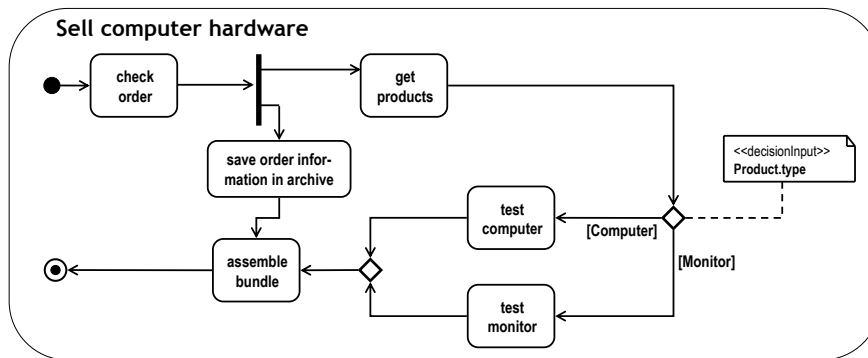 Sell computer hardware
check
order
get
products
save order infor-
mation in archive
<<decisionInput>>
Product.type
test
computer
[Computer]
[Monitor]
assemble
bundle
test
monitor